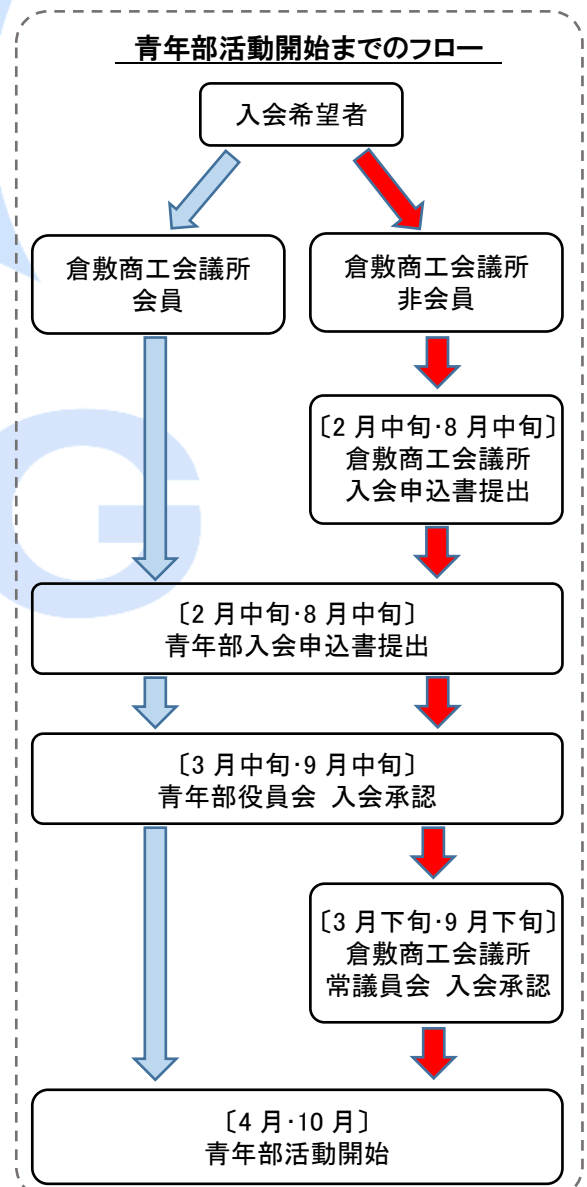 青年部活動開始までのフロー
入会希望者
倉敷商工会議所
会員
倉敷商工会議所
非会員
〔2月中旬・8月中旬〕
倉敷商工会議所
入会申込書提出
〔2月中旬・8月中旬〕
青年部入会申込書提出
〔3月中旬・9月中旬〕
青年部役員会 入会承認
〔3月下旬・9月下旬〕
倉敷商工会議所
常議員会 入会承認
〔4月・10月〕
青年部活動開始